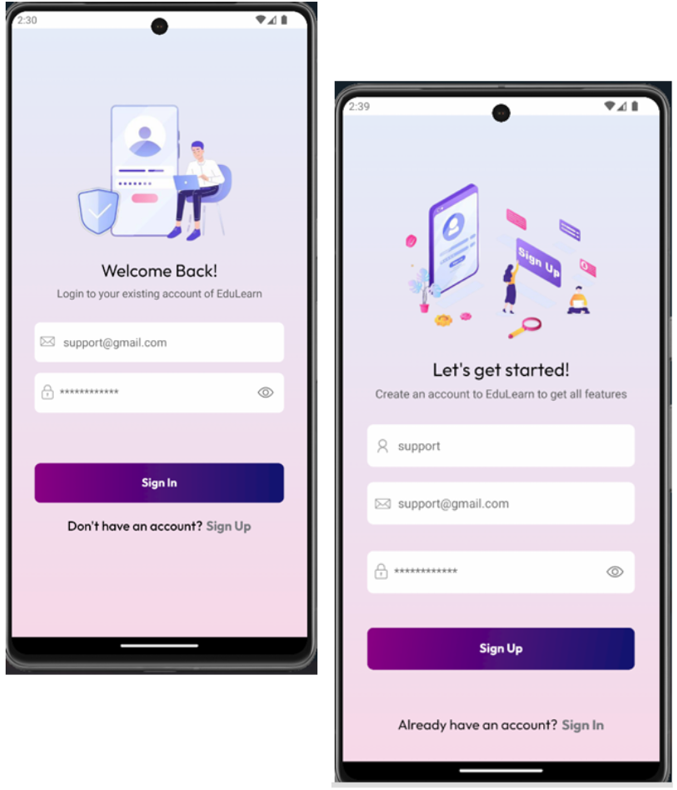 2:30
Welcome Back!
Login to your existing account of EduLearn
support@gmail.com
************
Sign In
Don't have an account? Sign Up
2:39
Sign Up
Let's get started!
Create an account to EduLearn to get all features
support
support@gmail.com
************
Sign Up
Already have an account? Sign In